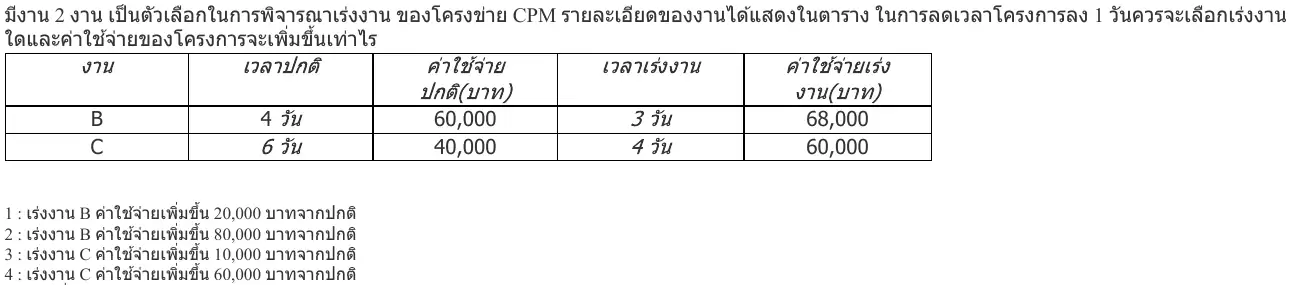 มีงาน 2 งาน เป็นตัวเลือกในการพิจารณาเร่งงาน ของโครงข่าย CPM รายละเอียดของงานได้แสดงในตาราง ในการลดเวลาโครงการลง 1 วันควรจะเลือกเร่งงาน
ใดและค่าใช้จ่ายของโครงการจะเพิ่มขึ้นเท่าไร
งาน เวลาปกติ ค่าใช้จ่าย เวลาเร่งงาน ค่าใช้จ่ายเร่ง
ปกติ(บาท) งาน(บาท)
B 4 วัน 60,000 3 วัน 68,000
C 6 วัน 40,000 4 วัน 60,000
1 : เร่งงาน B ค่าใช้จ่ายเพิ่มขึ้น 20,000 บาทจากปกติ
2 : เร่งงาน B ค่าใช้จ่ายเพิ่มขึ้น 80,000 บาทจากปกติ
3 : เร่งงาน C ค่าใช้จ่ายเพิ่มขึ้น 10,000 บาทจากปกติ
4 : เร่งงาน C ค่าใช้จ่ายเพิ่มขึ้น 60,000 บาทจากปกติ